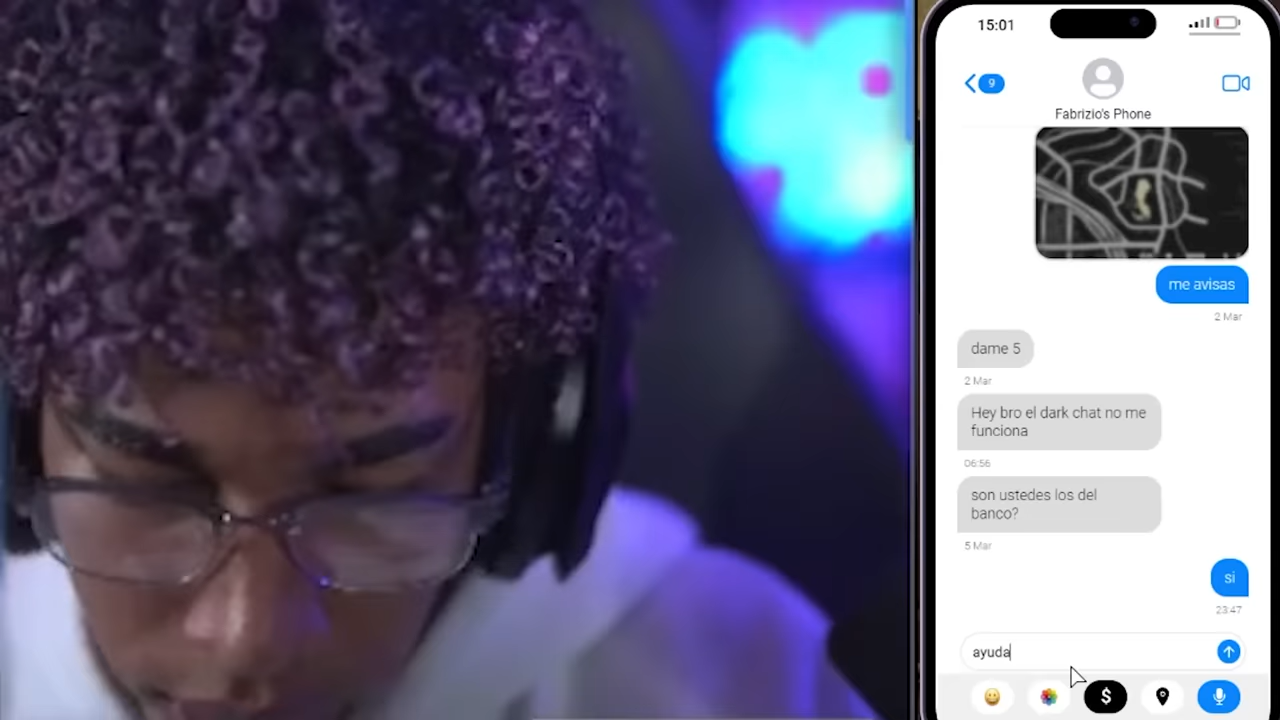 15:01
9
Fabrizio's Phone
me avisas
2 Mar
dame 5
2 Mar
Hey bro el dark chat no me
funciona
06:56
son ustedes los del
banco?
5 Mar
si
23:47
ayuda
$